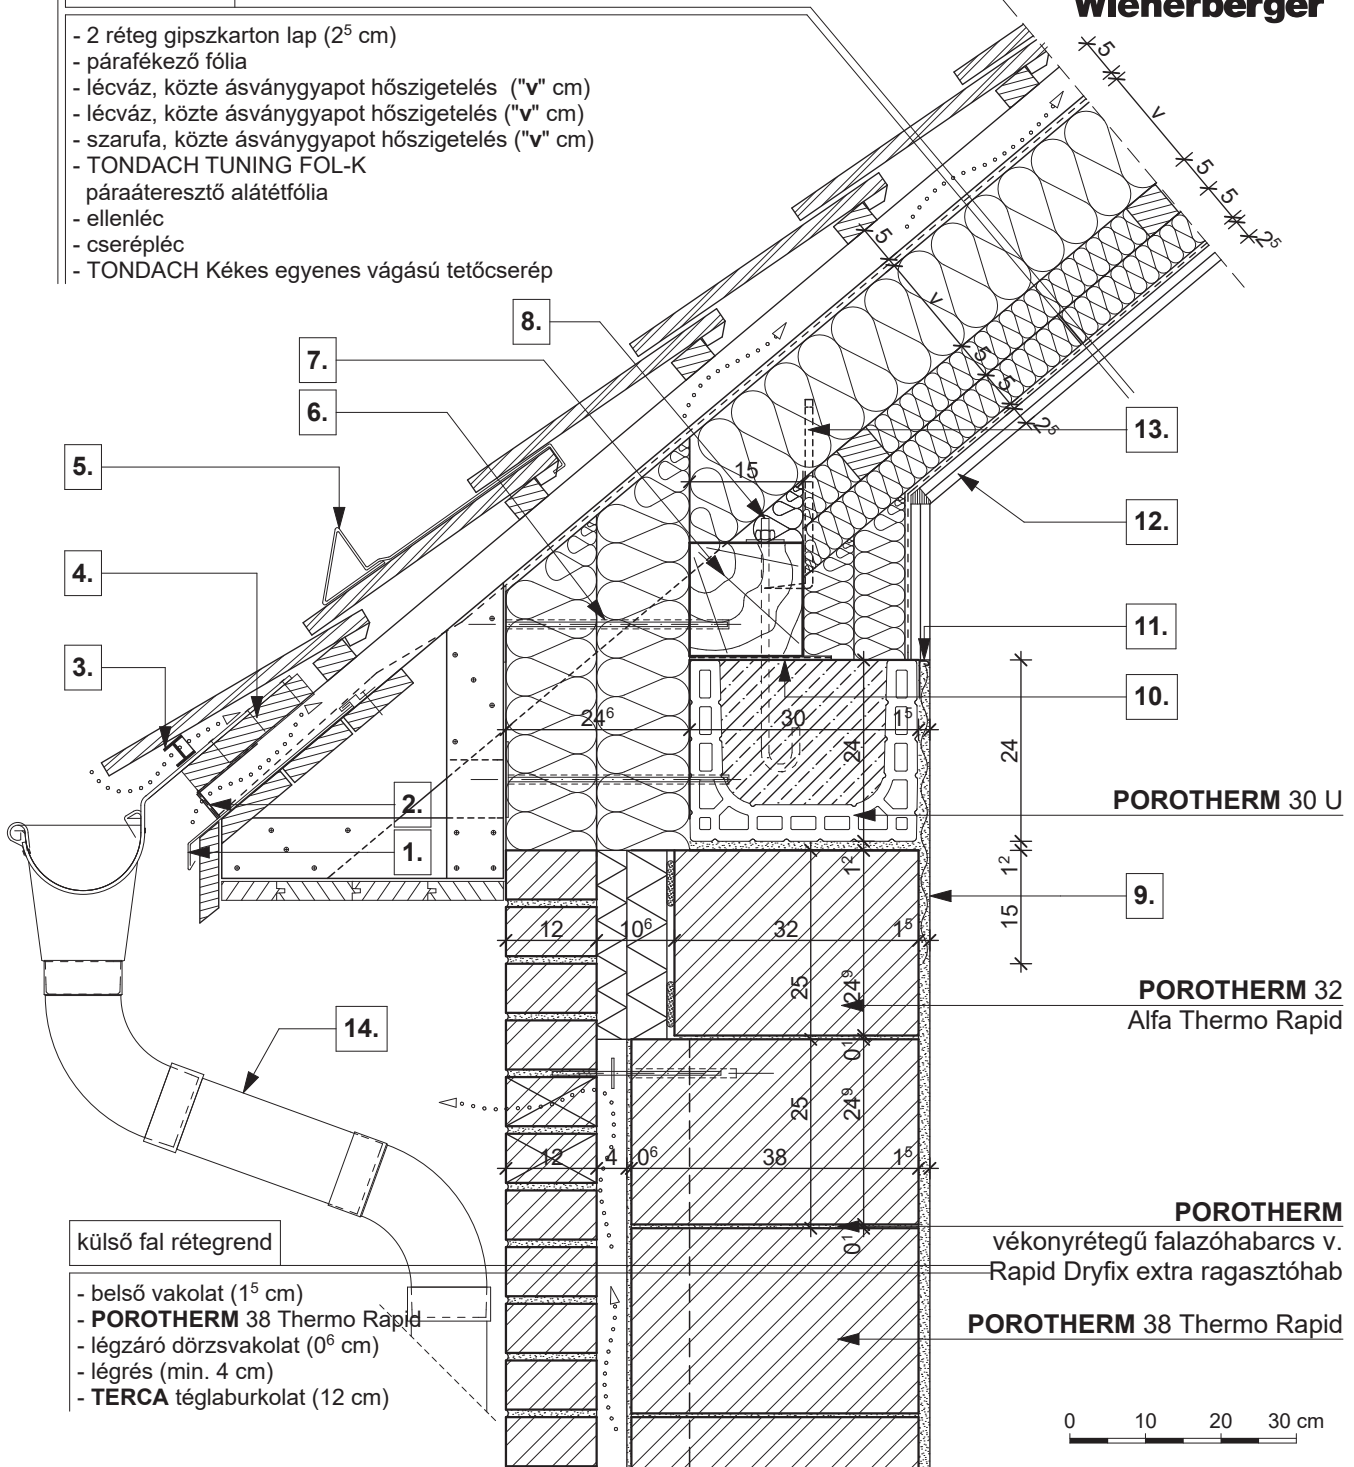 Wienerberger
- 2 réteg gipszkarton lap (2⁵ cm)
- párafékező fólia
- lécváz, közte ásványgyapot hőszigetelés ("v" cm)
- lécváz, közte ásványgyapot hőszigetelés ("v" cm)
- szarufa, közte ásványgyapot hőszigetelés ("v" cm)
- TONDACH TUNING FOL-K
páraáteresztő alátétfólia
- ellenléc
- cserépléc
- TONDACH Kékes egyenes vágású tetőcserép
5
v
5
5
2⁵
5
v
5
5
2⁵
8.
7.
6.
5.
4.
3.
2.
1.
13.
12.
11.
10.
9.
14.
15
24⁶
30
1⁵
24
24
1²
1²
15
POROTHERM 30 U
12
10⁶
32
1⁵
25
24⁹
0¹
POROTHERM 32
Alfa Thermo Rapid
25
24⁹
12
4
0⁶
38
1⁵
0¹
POROTHERM
vékonyrétegű falazóhabarcs v.
Rapid Dryfix extra ragasztóhab
POROTHERM 38 Thermo Rapid
külső fal rétegrend
- belső vakolat (1⁵ cm)
- POROTHERM 38 Thermo Rapid
- légzáró dörzsvakolat (0⁶ cm)
- légrés (min. 4 cm)
- TERCA téglaburkolat (12 cm)
0 10 20 30 cm